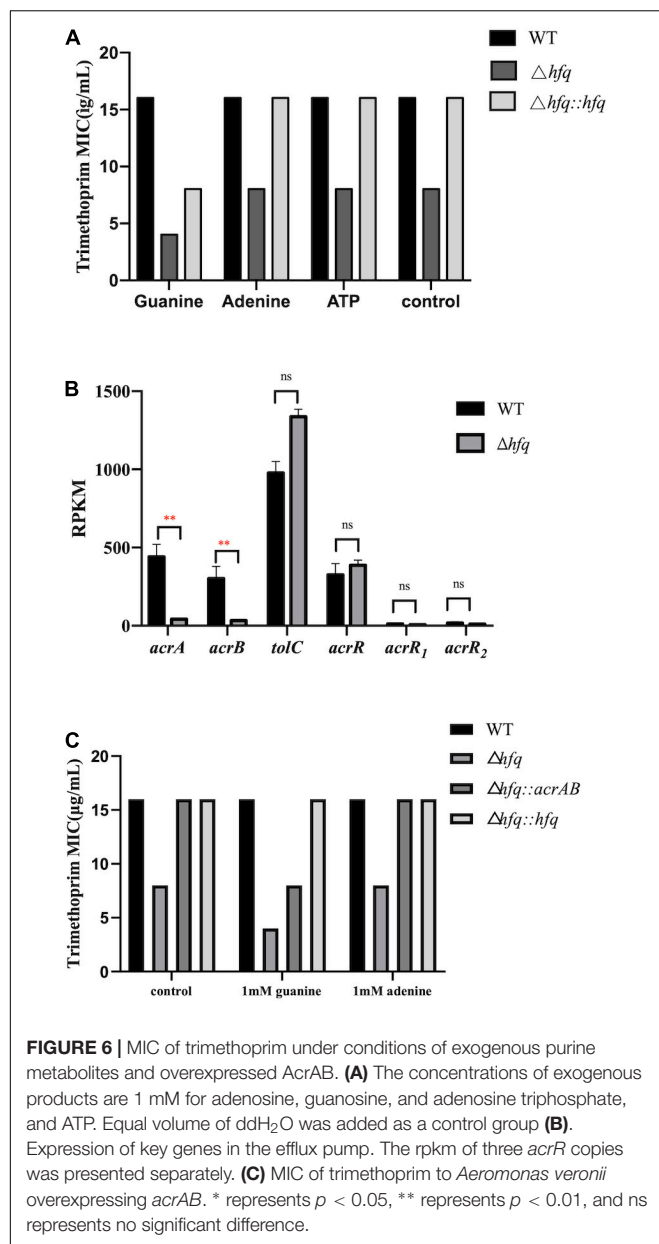 A
20
15
10
5
0
Trimethoprim MIC(ig/mL)
WT
△hfq
△hfq::hfq
Guanine Adenine ATP control
B
1500
1000
500
0
RPKM
WT
Δhfq
** ** ns ns ns ns
acrA acrB tolC acrR acrR1 acrR2
C
20
15
10
5
0
Trimethoprim MIC(µg/mL)
WT
Δhfq
Δhfq::acrAB
Δhfq::hfq
control 1mM guanine 1mM adenine
FIGURE 6 | MIC of trimethoprim under conditions of exogenous purine
metabolites and overexpressed AcrAB. (A) The concentrations of exogenous
products are 1 mM for adenosine, guanosine, and adenosine triphosphate,
and ATP. Equal volume of ddH2O was added as a control group (B).
Expression of key genes in the efflux pump. The rpkm of three acrR copies
was presented separately. (C) MIC of trimethoprim to Aeromonas veronii
overexpressing acrAB. * represents p < 0.05, ** represents p < 0.01, and ns
represents no significant difference.